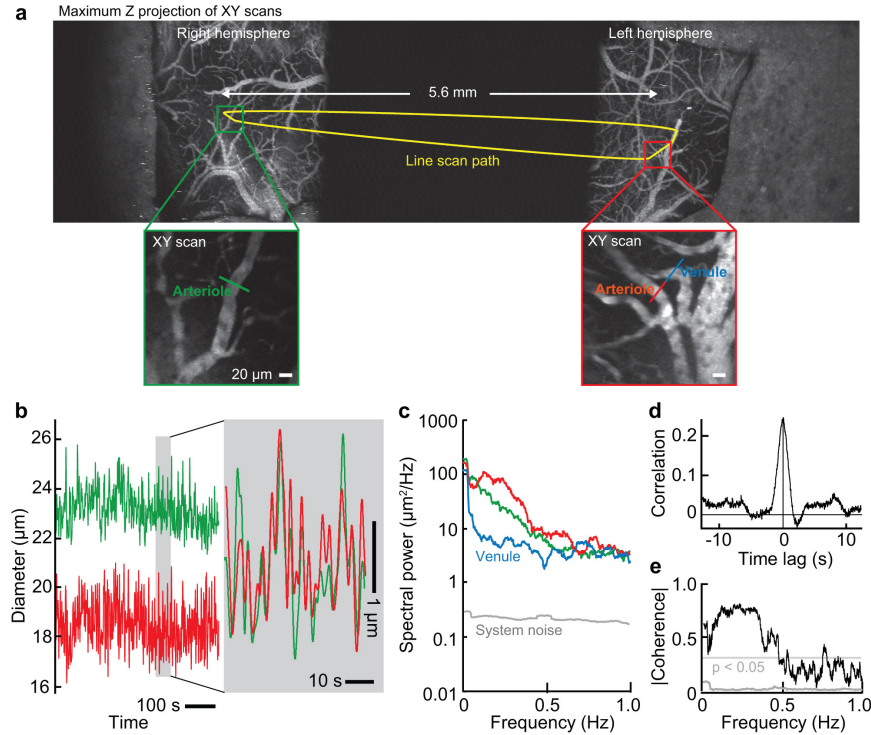 a
Maximum Z projection of XY scans
Right hemisphere
Left hemisphere
5.6 mm
Line scan path
XY scan
Arteriole
20 µm
XY scan
Venule
Arteriole
b
Diameter (µm)
26
24
22
20
18
16
1 µm
10 s
100 s
Time
c
Spectral power (µm²/Hz)
1000
100
10
1
0.1
0.01
Venule
System noise
0
0.5
1.0
Frequency (Hz)
d
Correlation
0.2
0.1
0
−10
0
10
Time lag (s)
e
|Coherence|
1.0
0.5
0
p < 0.05
0
0.5
1.0
Frequency (Hz)